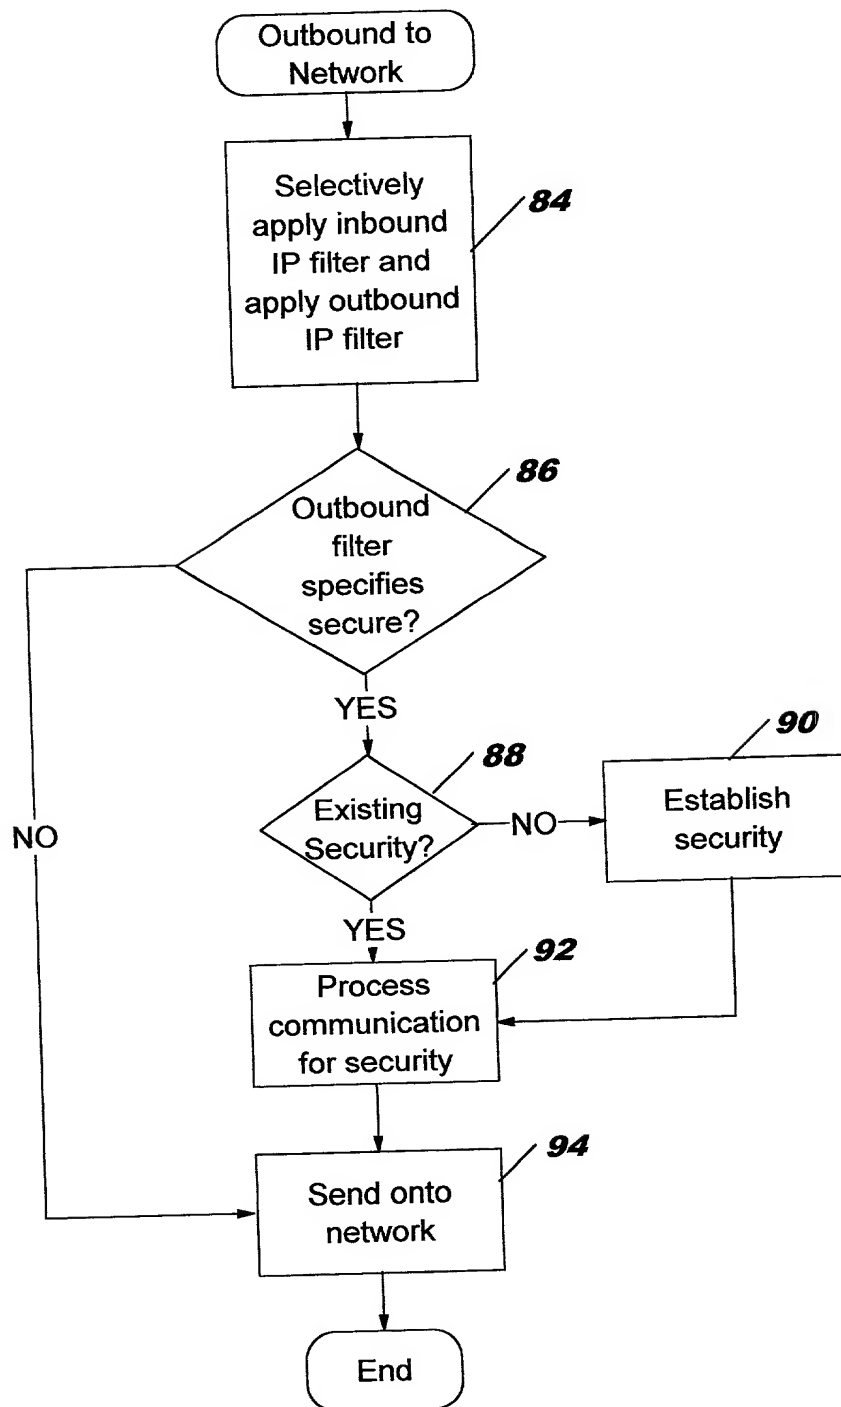 Outbound to
Network
Selectively
apply inbound
IP filter and
apply outbound
IP filter
84
Outbound
filter
specifies
secure?
86
YES
NO
Existing
Security?
88
NO
Establish
security
90
YES
Process
communication
for security
92
Send onto
network
94
End